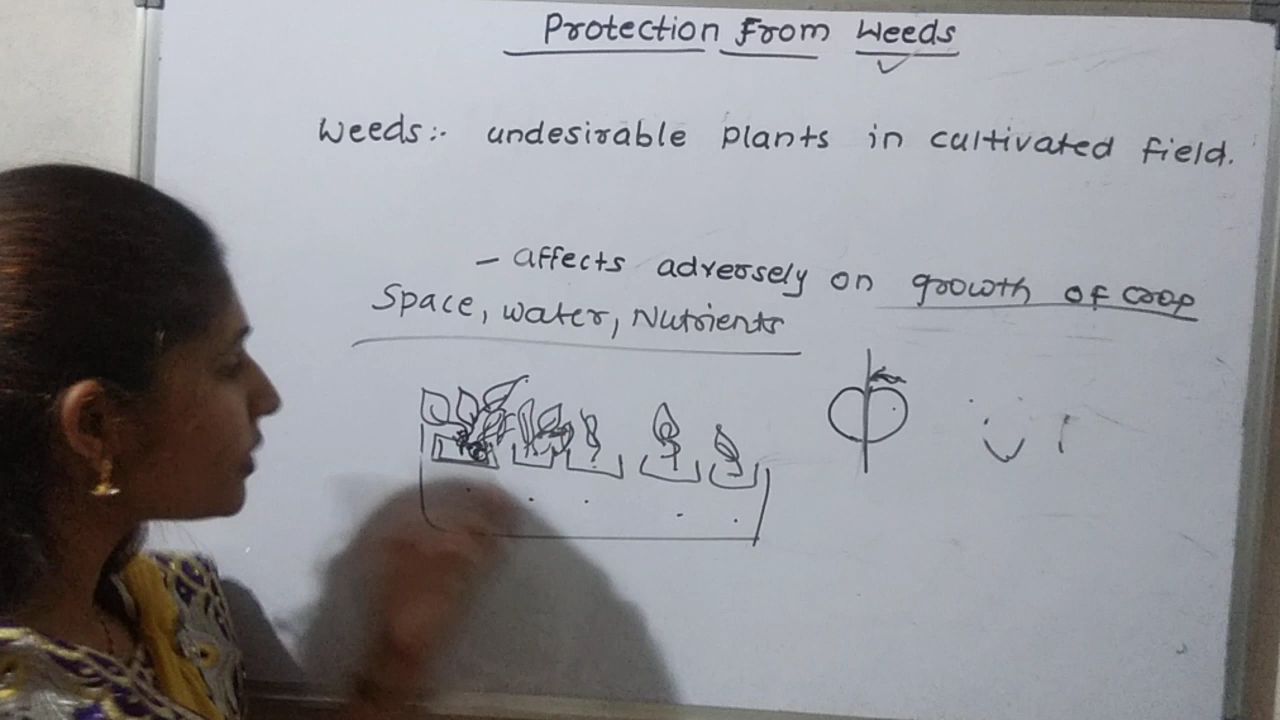 Protection From Weeds
Weeds:- undesirable plants in cultivated field.
- affects adversely on growth of crop
Space, water, Nutrients